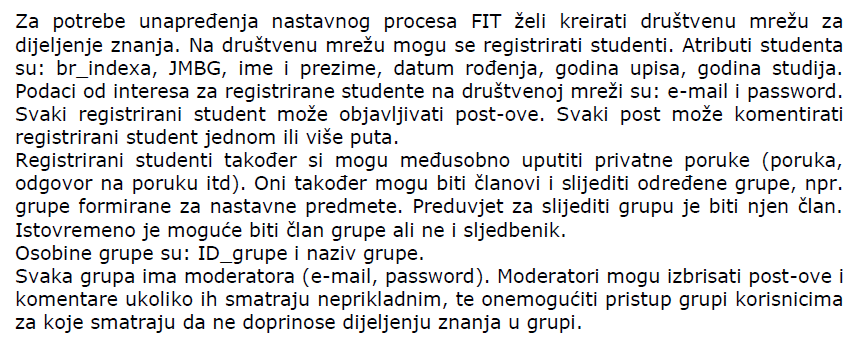 Za potrebe unapređenja nastavnog procesa FIT želi kreirati društvenu mrežu za
dijeljenje znanja. Na društvenu mrežu mogu se registrirati studenti. Atributi studenta
su: br_indexa, JMBG, ime i prezime, datum rođenja, godina upisa, godina studija.
Podaci od interesa za registrirane studente na društvenoj mreži su: e-mail i password.
Svaki registrirani student može objavljivati post-ove. Svaki post može komentirati
registrirani student jednom ili više puta.
Registrirani studenti također si mogu međusobno uputiti privatne poruke (poruka,
odgovor na poruku itd). Oni također mogu biti članovi i slijediti određene grupe, npr.
grupe formirane za nastavne predmete. Preduvjet za slijediti grupu je biti njen član.
Istovremeno je moguće biti član grupe ali ne i sljedbenik.
Osobine grupe su: ID_grupe i naziv grupe.
Svaka grupa ima moderatora (e-mail, password). Moderatori mogu izbrisati post-ove i
komentare ukoliko ih smatraju neprikladnim, te onemogućiti pristup grupi korisnicima
za koje smatraju da ne doprinose dijeljenju znanja u grupi.